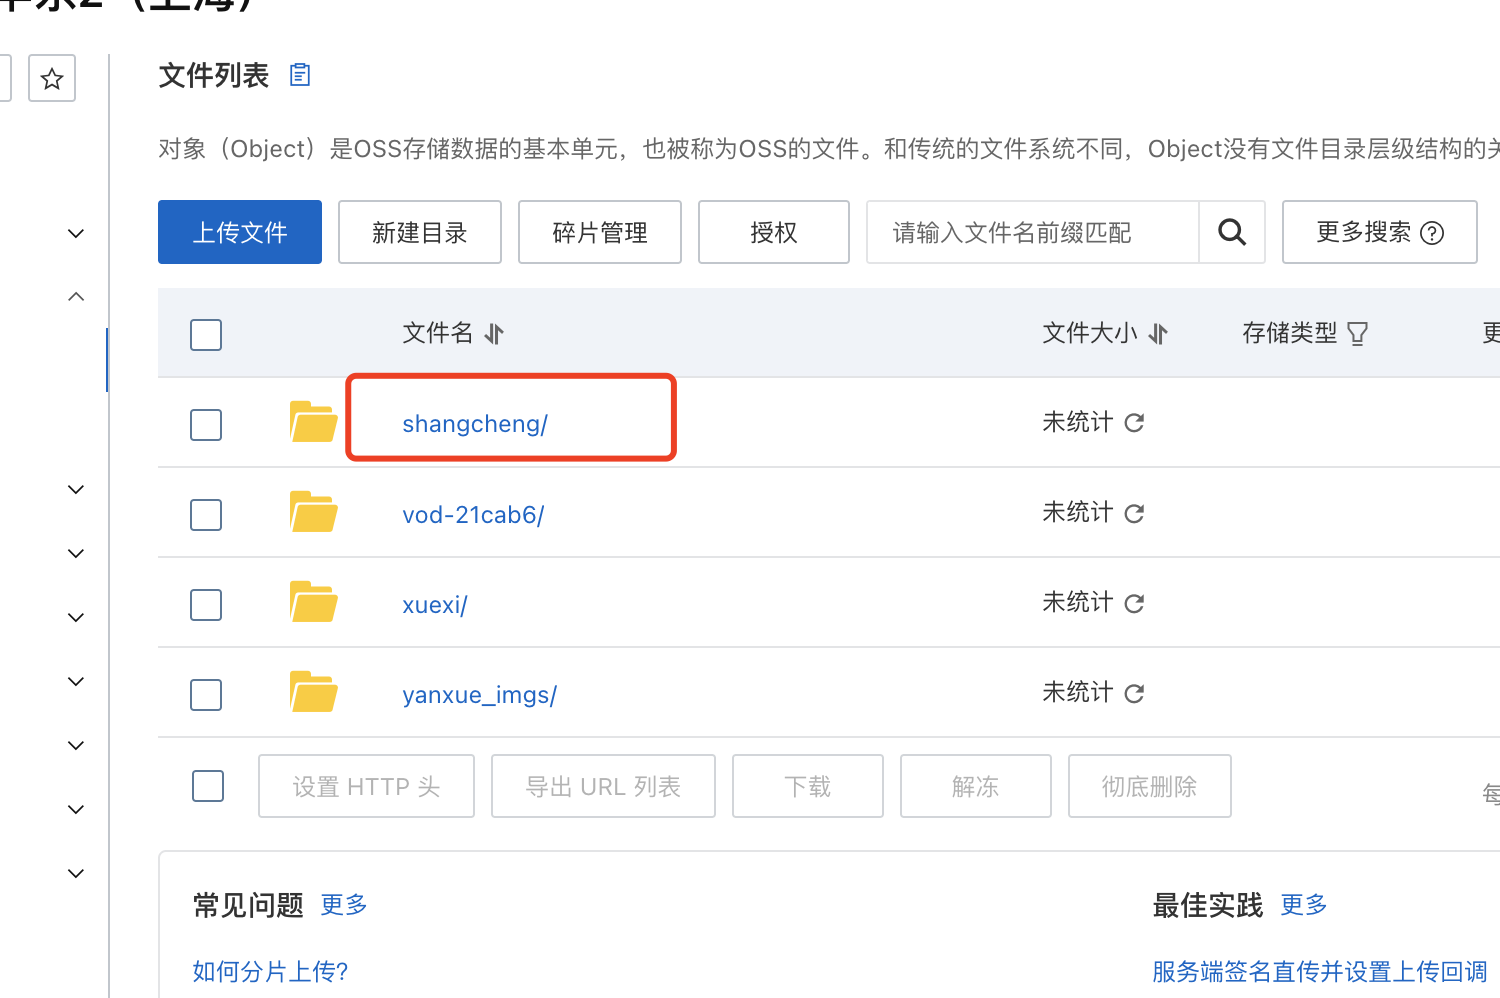 文件列表
对象（Object）是OSS存储数据的基本单元，也被称为OSS的文件。和传统的文件系统不同，Object没有文件目录层级结构的关
上传文件 新建目录 碎片管理 授权 请输入文件名前缀匹配 更多搜索
文件名 文件大小 存储类型 更
shangcheng/ 未统计
vod-21cab6/ 未统计
xuexi/ 未统计
yanxue_imgs/ 未统计
设置 HTTP 头 导出 URL 列表 下载 解冻 彻底删除 每
常见问题 更多 最佳实践 更多
如何分片上传? 服务端签名直传并设置上传回调